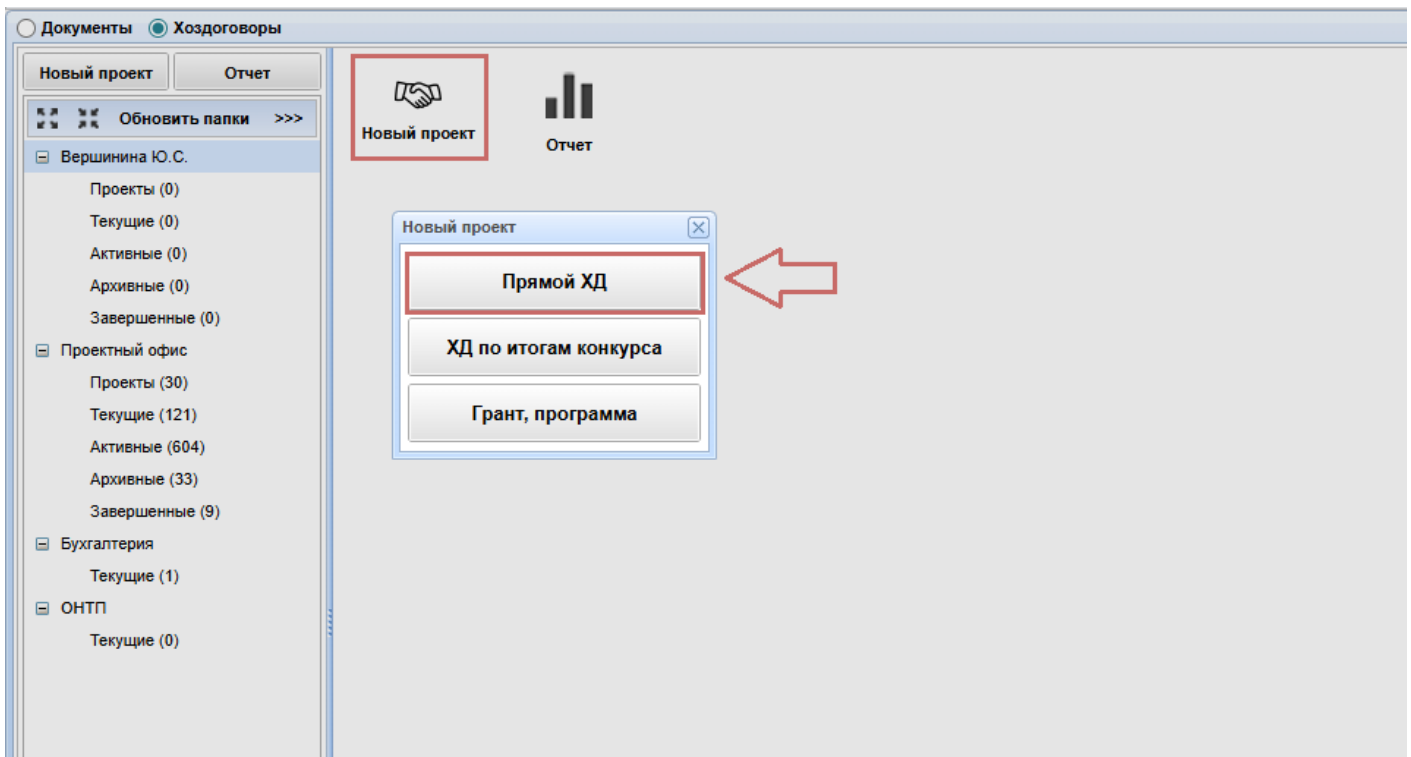 Документы Хоздоговоры
Новый проект Отчет
Обновить папки >>>
Вершинина Ю.С.
Проекты (0)
Текущие (0)
Активные (0)
Архивные (0)
Завершенные (0)
Проектный офис
Проекты (30)
Текущие (121)
Активные (604)
Архивные (33)
Завершенные (9)
Бухгалтерия
Текущие (1)
ОНТП
Текущие (0)
Новый проект
Отчет
Новый проект
Прямой ХД
ХД по итогам конкурса
Грант, программа